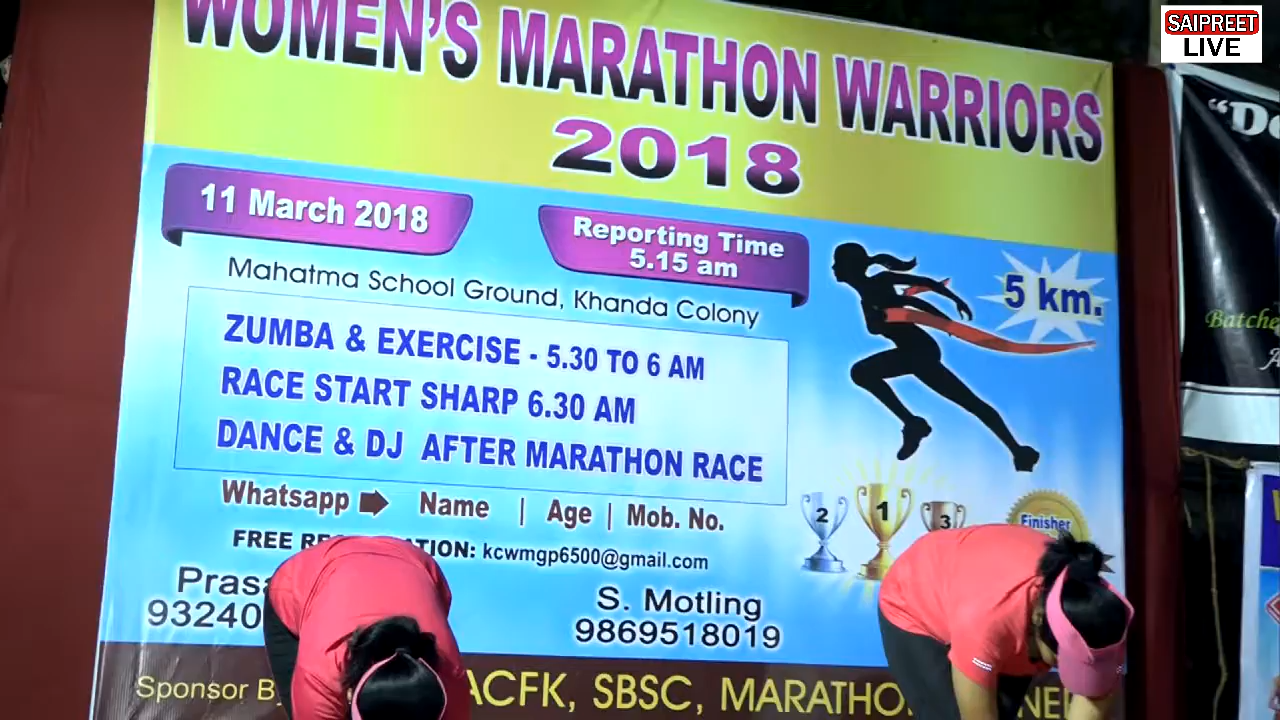 SAIPREET
LIVE
WOMEN'S MARATHON WARRIORS
2018
11 March 2018
Reporting Time
5.15 am
Mahatma School Ground, Khanda Colony
5 km.
ZUMBA & EXERCISE - 5.30 TO 6 AM
RACE START SHARP 6.30 AM
DANCE & DJ AFTER MARATHON RACE
2 1 3
Finisher
Whatsapp Name | Age | Mob. No.
FREE kcwmgp6500@gmail.com
S. Motling
9869518019
Sponsor ACFK, SBSC,